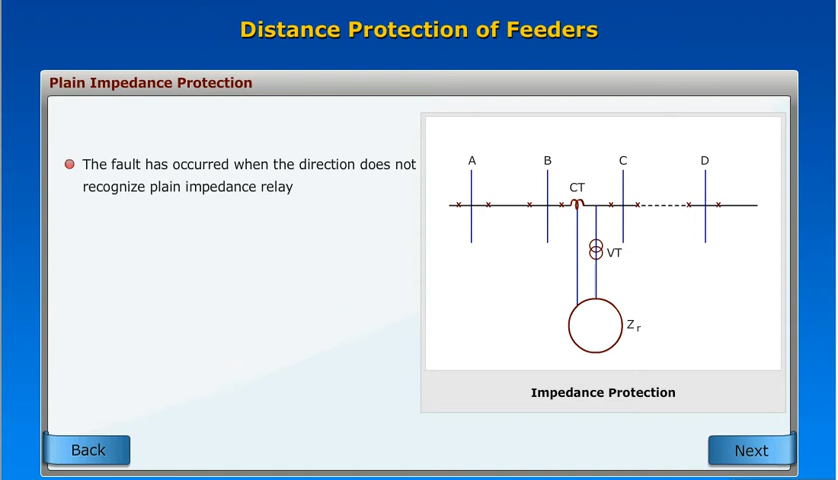 Distance Protection of Feeders
Plain Impedance Protection
The fault has occurred when the direction does not
recognize plain impedance relay
A B C D
CT
x x x x x x x x
VT
Zr
Impedance Protection
Back
Next